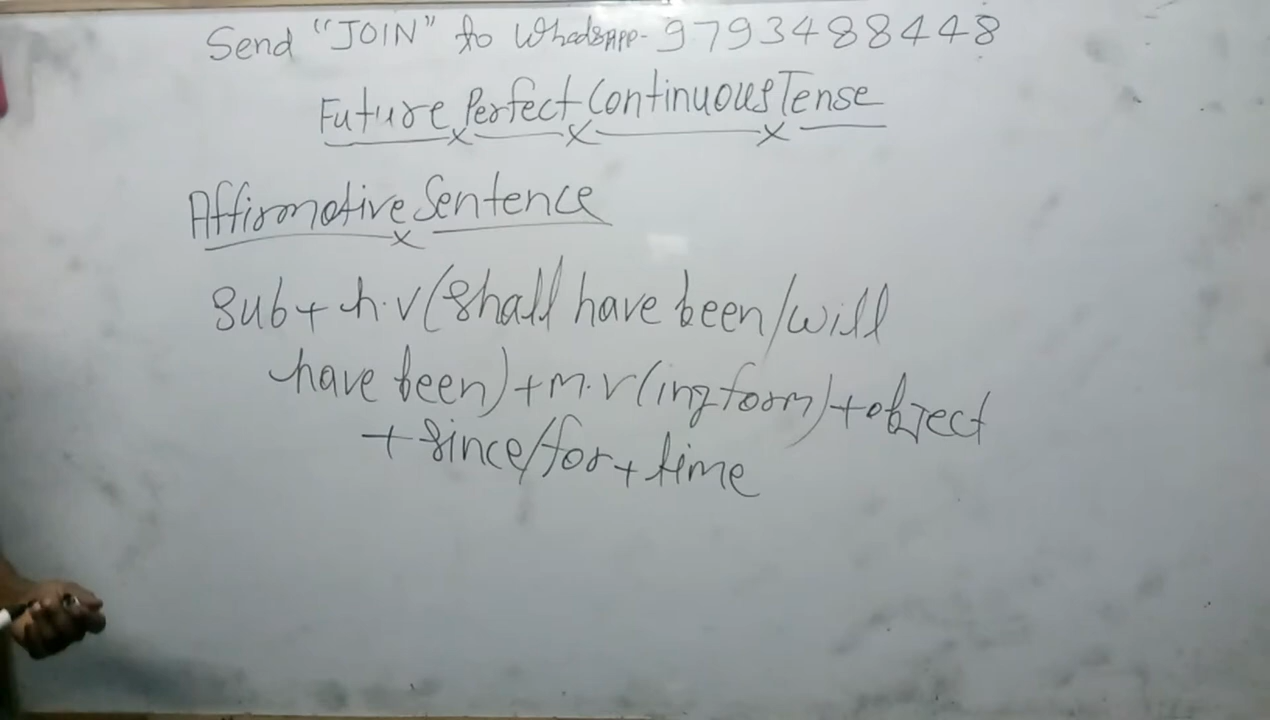 Send "JOIN" to Whatsapp- 9793488448
Future Perfect Continuous Tense
Affirmative Sentence
Sub + h.v (shall have been/will
have been) + m.v (ing form) + object
+ since/for + time